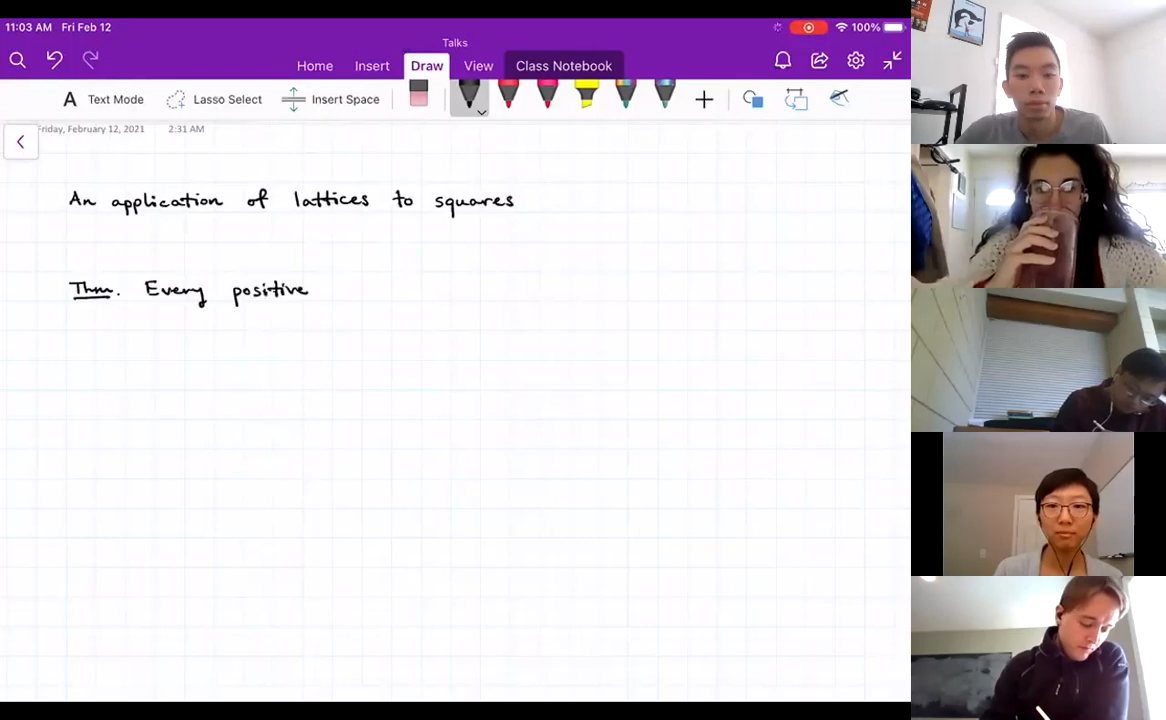 11:03 AM Fri Feb 12
100%
Talks
Home Insert Draw View Class Notebook
Text Mode Lasso Select Insert Space
Friday, February 12, 2021 2:31 AM
An application of lattices to squares
Thm. Every positive